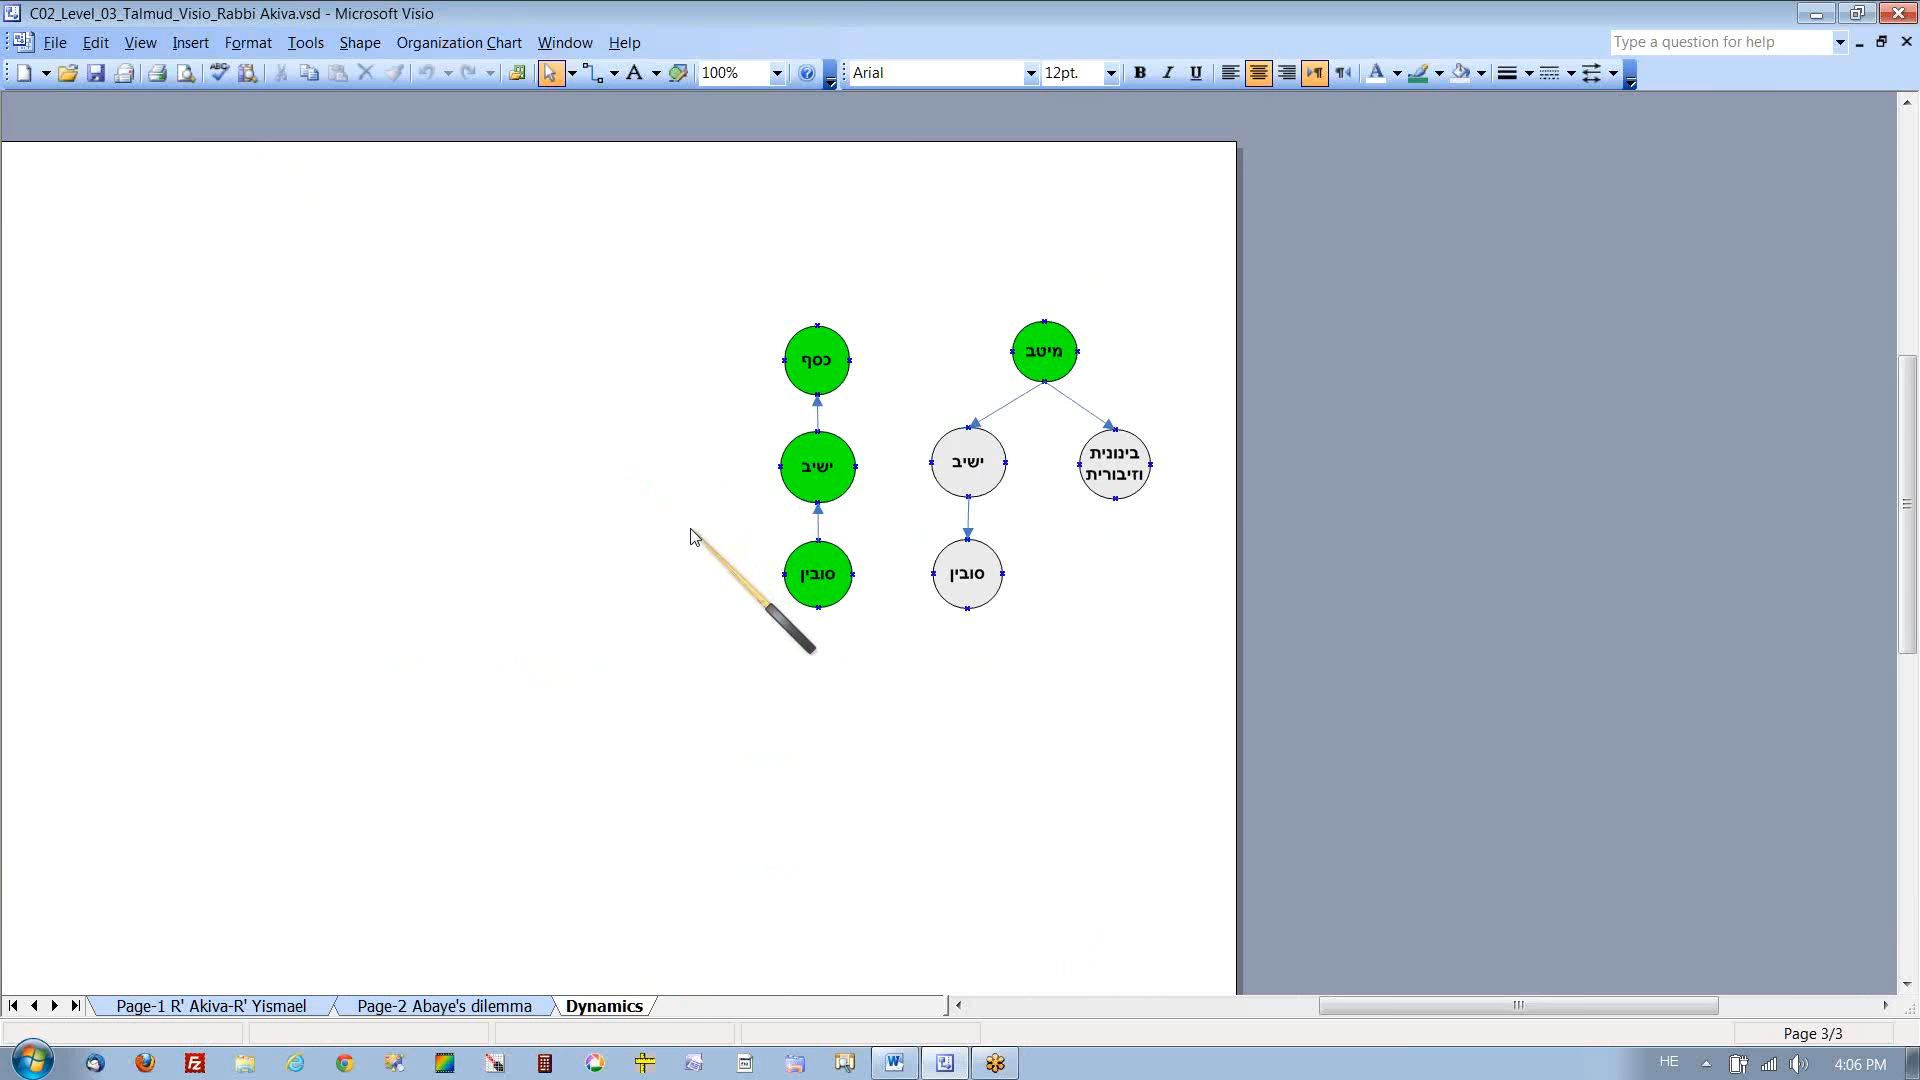 C02_Level_03_Talmud_Visio_Rabbi Akiva.vsd - Microsoft Visio
File Edit View Insert Format Tools Shape Organization Chart Window Help
Type a question for help
100%
Arial
12pt.
כסף
מיטב
ישיב
ישיב
בינונית
וזיבורית
סובין
סובין
Page-1 R' Akiva-R' Yismael
Page-2 Abaye's dilemma
Dynamics
Page 3/3
HE
4:06 PM